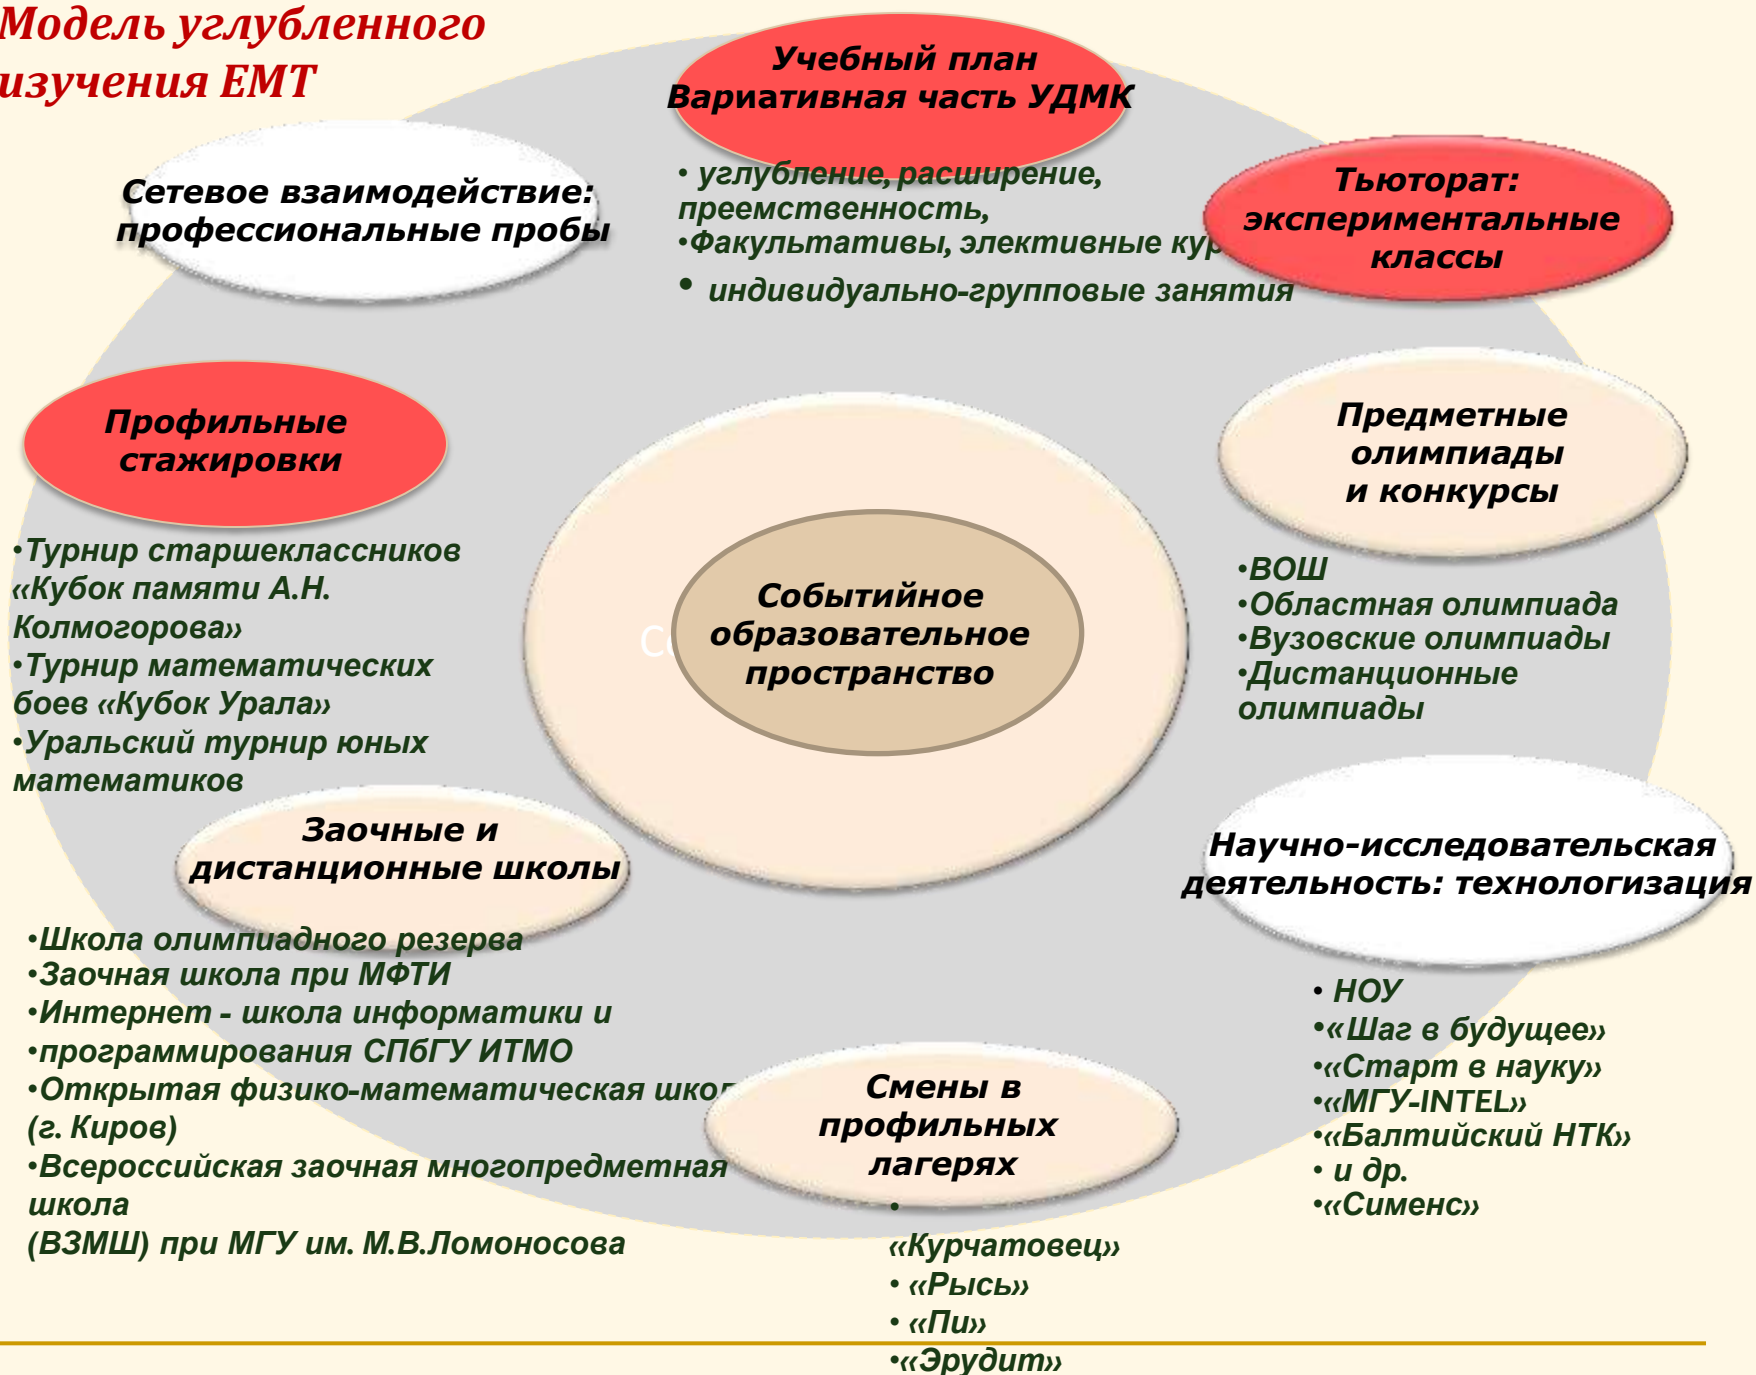 Модель углубленного
изучения ЕМТ
Учебный план
Вариативная часть УДМК
• углубление, расширение,
преемственность,
•Факультативы, элективные кур
• индивидуально-групповые занятия
Тьюторат:
экспериментальные
классы
Сетевое взаимодействие:
профессиональные пробы
Предметные
олимпиады
и конкурсы
•ВОШ
•Областная олимпиада
•Вузовские олимпиады
•Дистанционные
олимпиады
Профильные
стажировки
•Турнир старшеклассников
«Кубок памяти А.Н.
Колмогорова»
•Турнир математических
боев «Кубок Урала»
•Уральский турнир юных
математиков
Событийное
образовательное
пространство
Заочные и
дистанционные школы
•Школа олимпиадного резерва
•Заочная школа при МФТИ
•Интернет - школа информатики и
•программирования СПбГУ ИТМО
•Открытая физико-математическая шко
(г. Киров)
•Всероссийская заочная многопредметная
школа
(ВЗМШ) при МГУ им. М.В.Ломоносова
Научно-исследовательская
деятельность: технологизация
• НОУ
•«Шаг в будущее»
•«Старт в науку»
•«МГУ-INTEL»
•«Балтийский НТК»
• и др.
•«Сименс»
Смены в
профильных
лагерях
•
«Курчатовец»
• «Рысь»
• «Пи»
•«Эрудит»